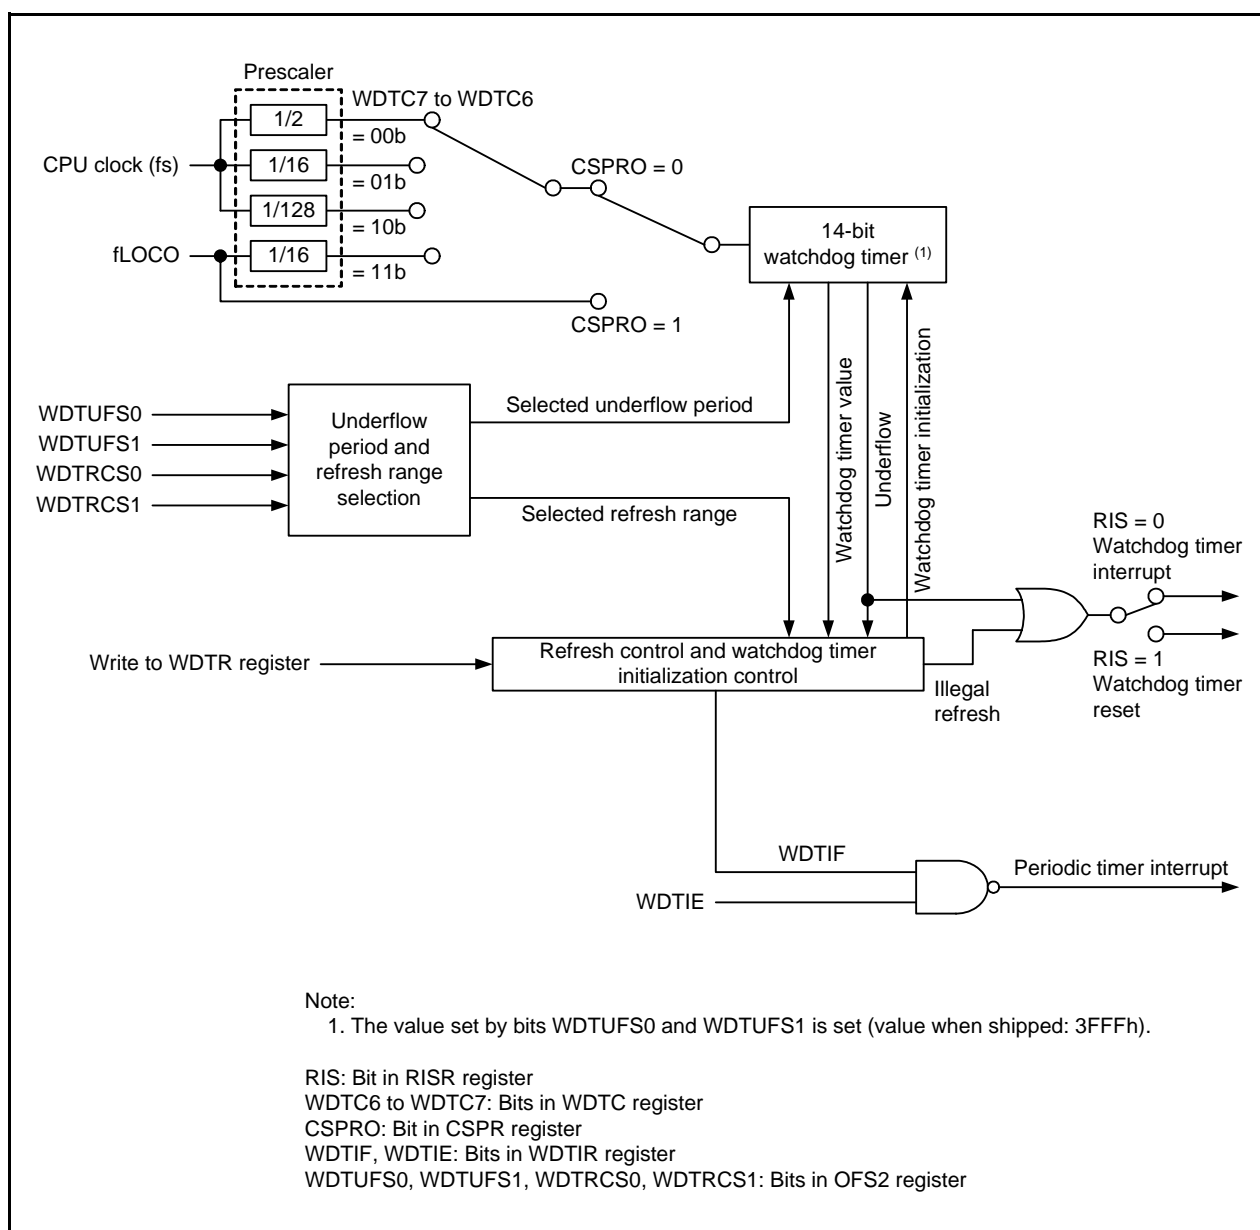 Prescaler
WDTC7 to WDTC6
1/2
= 00b
CPU clock (fs)
1/16
= 01b
CSPRO = 0
1/128
= 10b
fLOCO
1/16
= 11b
CSPRO = 1
14-bit
watchdog timer (1)
WDTUFS0
WDTUFS1
WDTRCS0
WDTRCS1
Underflow
period and
refresh range
selection
Selected underflow period
Selected refresh range
Watchdog timer value
Underflow
Watchdog timer initialization
RIS = 0
Watchdog timer
interrupt
RIS = 1
Watchdog timer
reset
Write to WDTR register
Refresh control and watchdog timer
initialization control
Illegal
refresh
WDTIF
WDTIE
Periodic timer interrupt
Note:
1. The value set by bits WDTUFS0 and WDTUFS1 is set (value when shipped: 3FFFh).
RIS: Bit in RISR register
WDTC6 to WDTC7: Bits in WDTC register
CSPRO: Bit in CSPR register
WDTIF, WDTIE: Bits in WDTIR register
WDTUFS0, WDTUFS1, WDTRCS0, WDTRCS1: Bits in OFS2 register